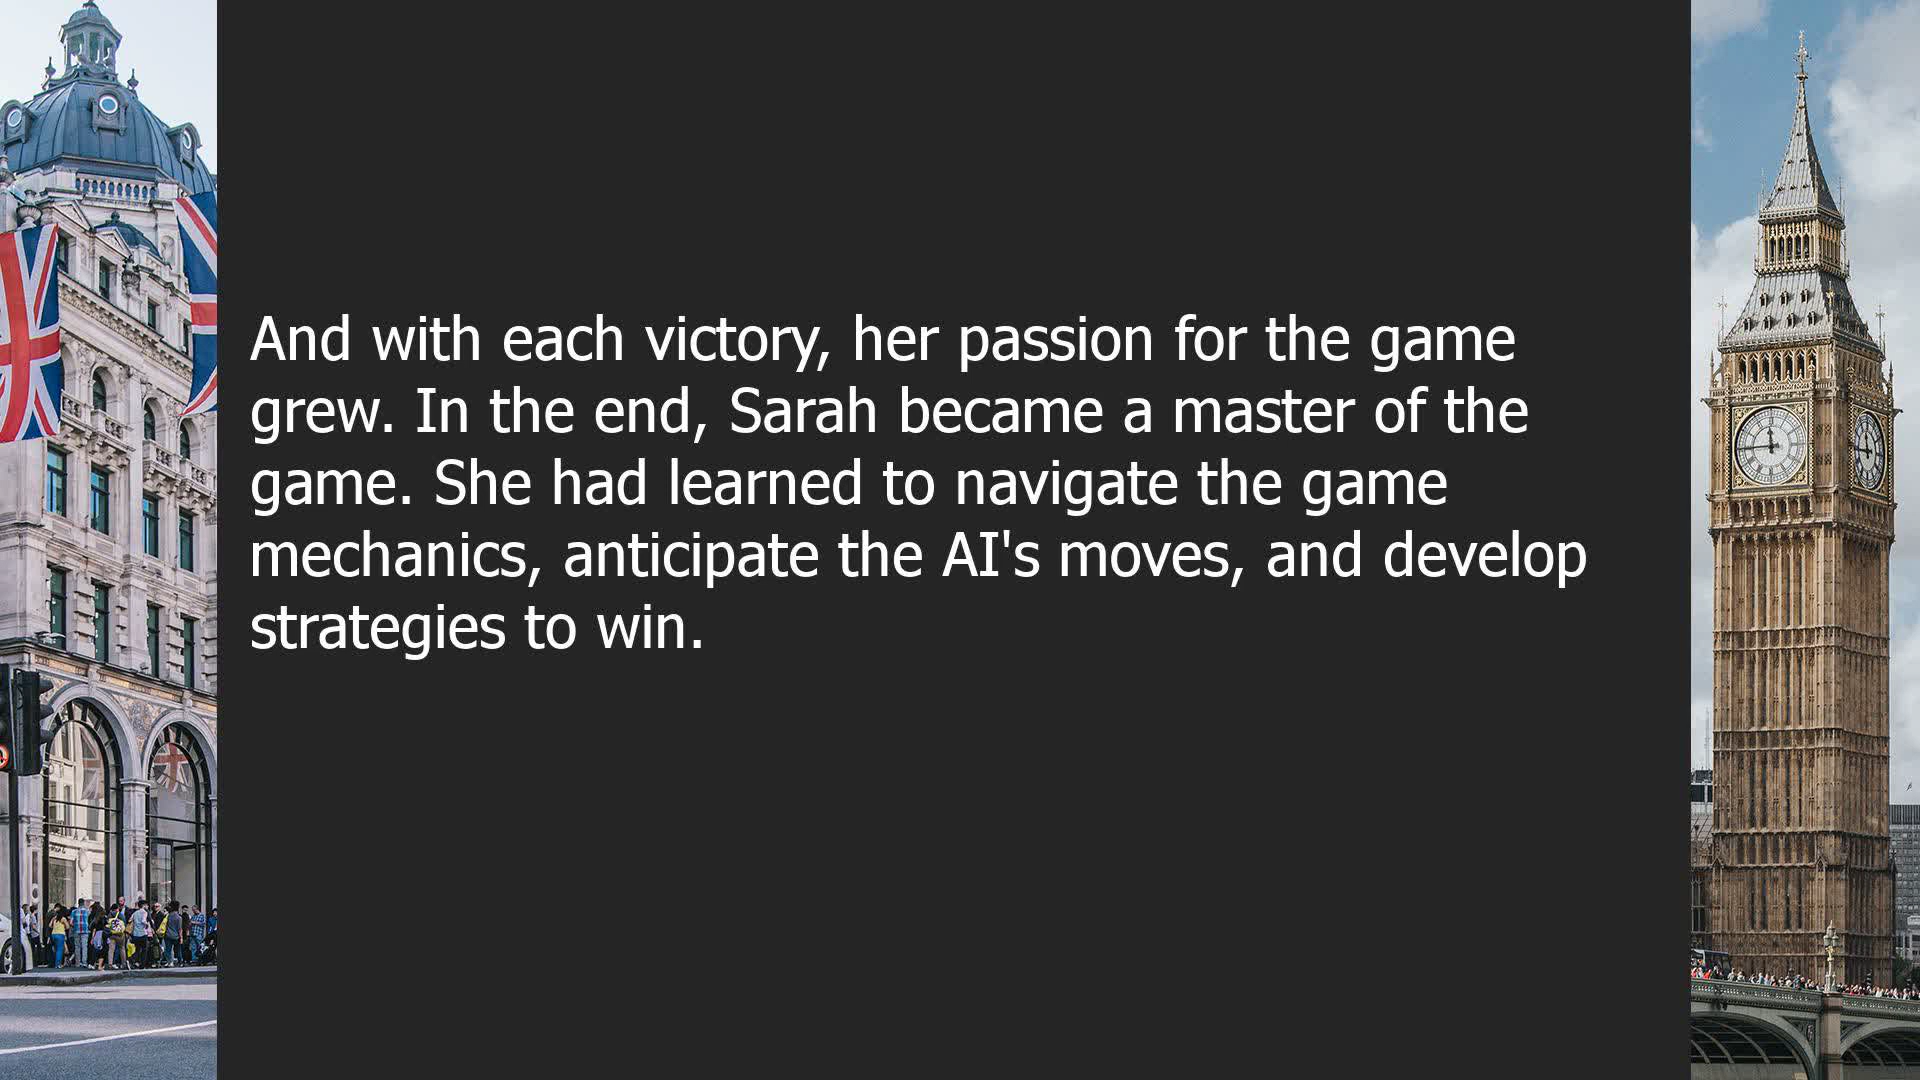 And with each victory, her passion for the game
grew. In the end, Sarah became a master of the
game. She had learned to navigate the game
mechanics, anticipate the AI's moves, and develop
strategies to win.